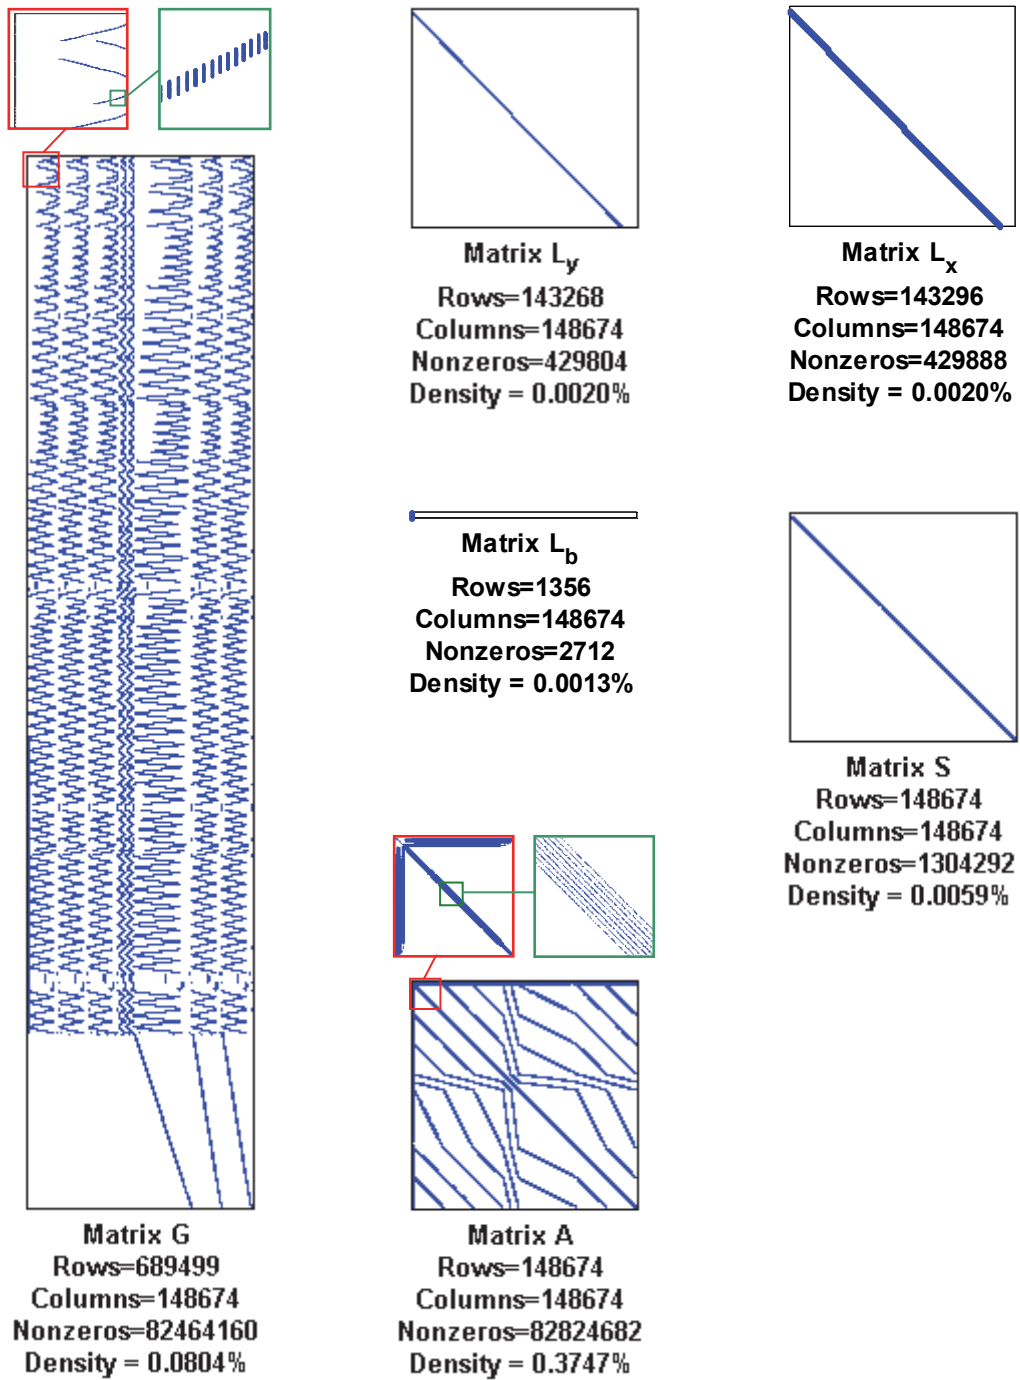 Matrix L_y
Rows=143268
Columns=148674
Nonzeros=429804
Density = 0.0020%
Matrix L_x
Rows=143296
Columns=148674
Nonzeros=429888
Density = 0.0020%
Matrix L_b
Rows=1356
Columns=148674
Nonzeros=2712
Density = 0.0013%
Matrix S
Rows=148674
Columns=148674
Nonzeros=1304292
Density = 0.0059%
Matrix G
Rows=689499
Columns=148674
Nonzeros=82464160
Density = 0.0804%
Matrix A
Rows=148674
Columns=148674
Nonzeros=82824682
Density = 0.3747%